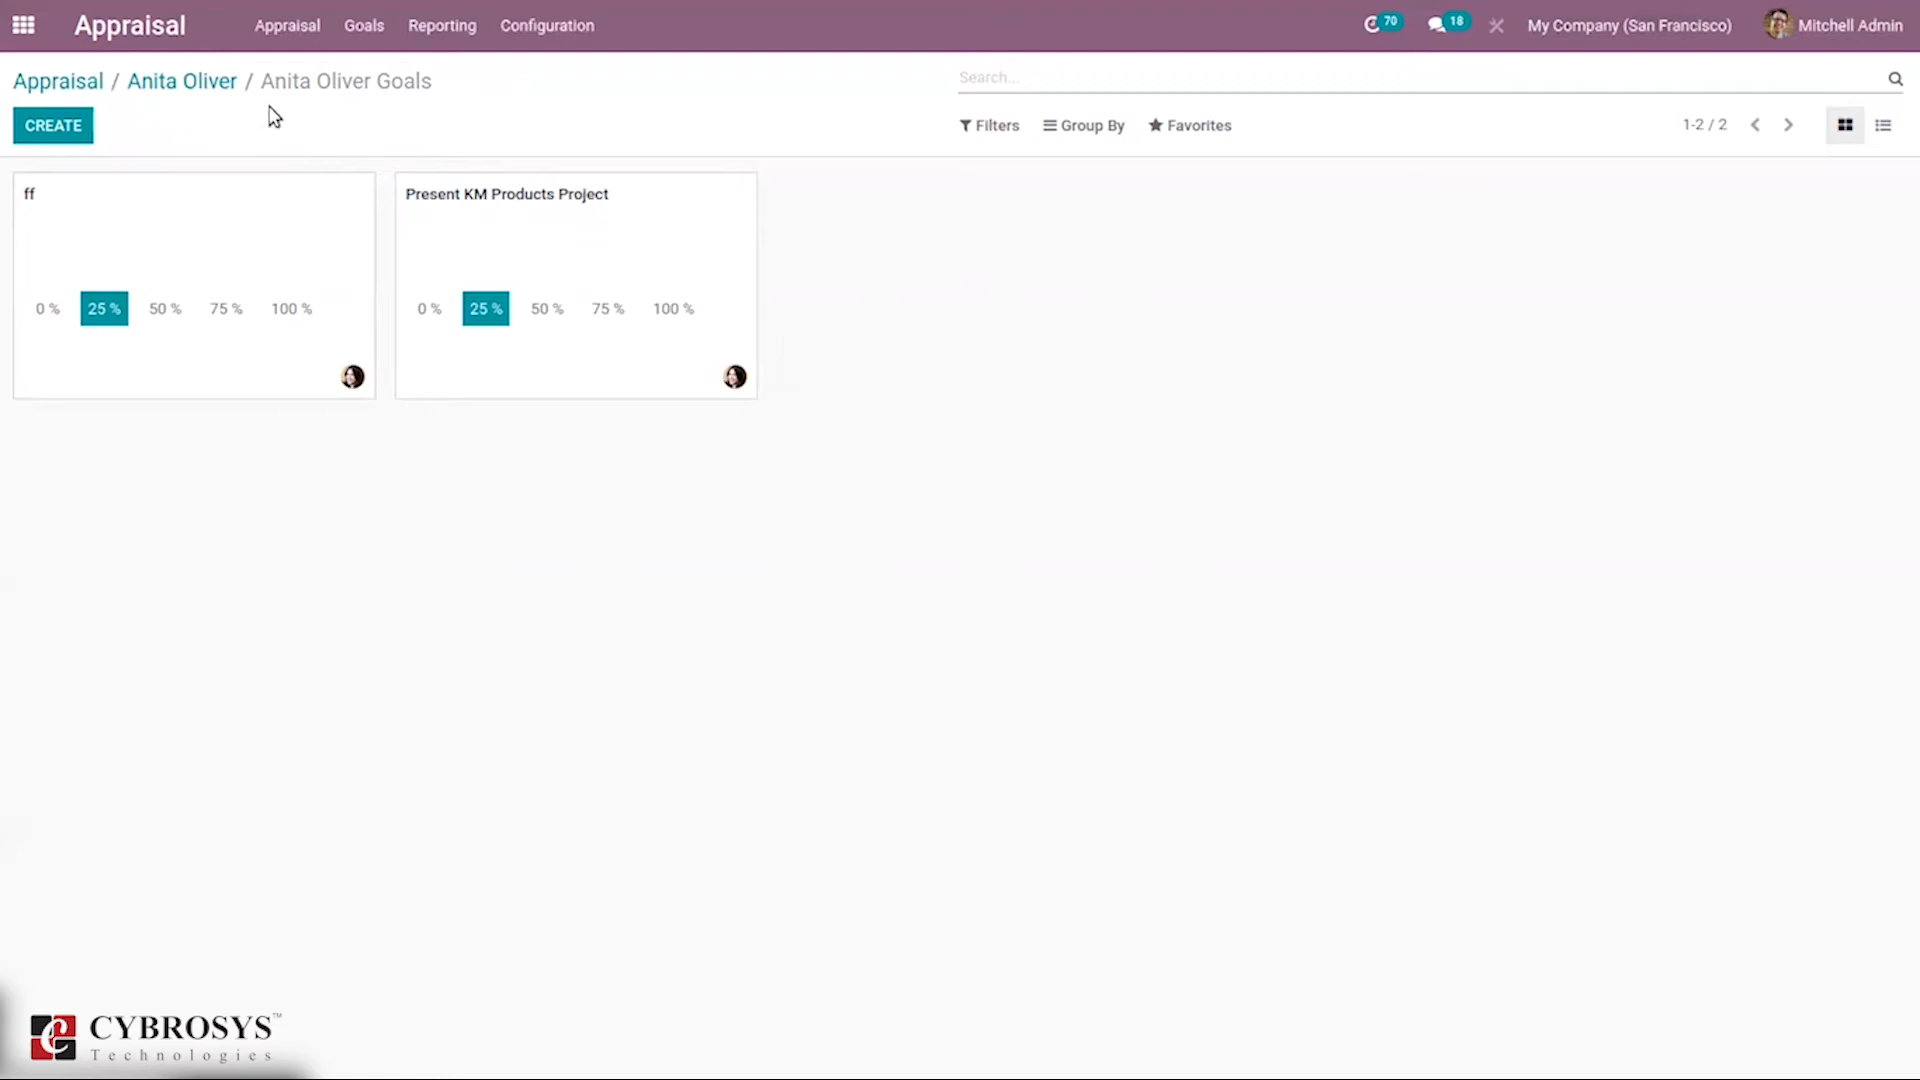 Appraisal
Appraisal Goals Reporting Configuration
70 18 My Company (San Francisco) Mitchell Admin
Appraisal / Anita Oliver / Anita Oliver Goals
Search...
CREATE
Filters Group By Favorites
1-2 / 2
ff
0 % 25 % 50 % 75 % 100 %
Present KM Products Project
0 % 25 % 50 % 75 % 100 %
CYBROSYS™
Technologies